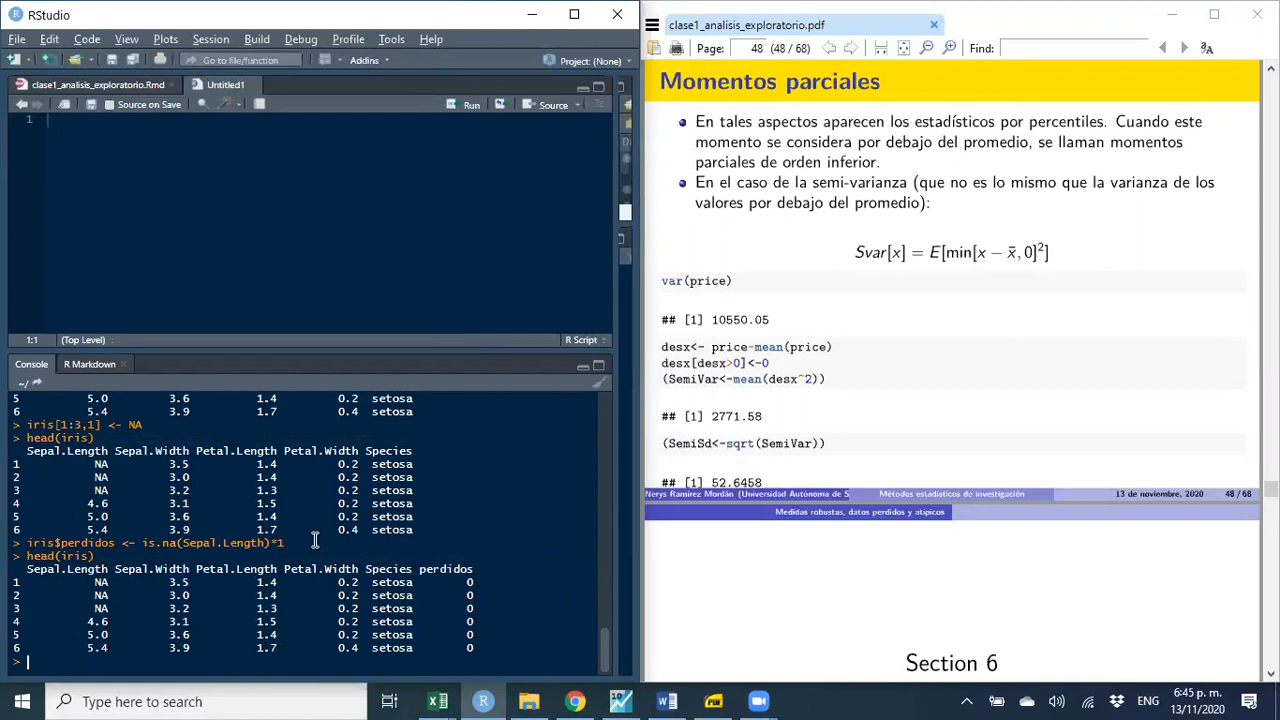 RStudio
File Edit Code View Plots Session Build Debug Profile Tools Help
Go to file/function
Addins
Project: (None)
clase1_analisis_exploratorio.Rmd
Untitled1
Source on Save
Run
Source
1
1:1
(Top Level)
R Script
Console
R Markdown
~/
5 5.0 3.6 1.4 0.2 setosa
6 5.4 3.9 1.7 0.4 setosa
> iris[1:3,1] <- NA
> head(iris)
Sepal.Length Sepal.Width Petal.Length Petal.Width Species
1 NA 3.5 1.4 0.2 setosa
2 NA 3.0 1.4 0.2 setosa
3 NA 3.2 1.3 0.2 setosa
4 4.6 3.1 1.5 0.2 setosa
5 5.0 3.6 1.4 0.2 setosa
6 5.4 3.9 1.7 0.4 setosa
> iris$perdidos <- is.na(Sepal.Length)*1
> head(iris)
Sepal.Length Sepal.Width Petal.Length Petal.Width Species perdidos
1 NA 3.5 1.4 0.2 setosa 0
2 NA 3.0 1.4 0.2 setosa 0
3 NA 3.2 1.3 0.2 setosa 0
4 4.6 3.1 1.5 0.2 setosa 0
5 5.0 3.6 1.4 0.2 setosa 0
6 5.4 3.9 1.7 0.4 setosa 0
>
clase1_analisis_exploratorio.pdf
Page: 48 (48 / 68)
Find:
Momentos parciales
En tales aspectos aparecen los estadísticos por percentiles. Cuando este
momento se considera por debajo del promedio, se llaman momentos
parciales de orden inferior.
En el caso de la semi-varianza (que no es lo mismo que la varianza de los
valores por debajo del promedio):
Svar[x] = E[min[x − x̄, 0]²]
var(price)
## [1] 10550.05
desx<- price-mean(price)
desx[desx>0]<-0
(SemiVar<-mean(desx^2))
## [1] 2771.58
(SemiSd<-sqrt(SemiVar))
## [1] 52.6458
Nerys Ramírez Mordán (Universidad Autónoma de S
Métodos estadísticos de investigación
13 de noviembre, 2020
48 / 68
Medidas robustas, datos perdidos y atípicos
Section 6
Type here to search
ENG
6:45 p. m.
13/11/2020